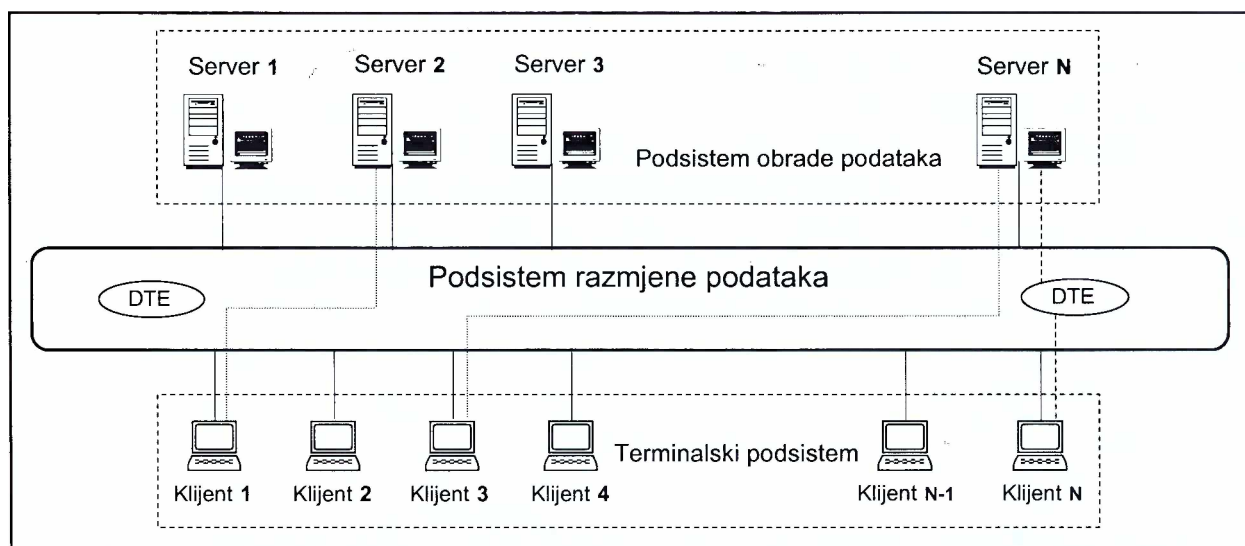 Server 1
Server 2
Server 3
Server N
Podsistem obrade podataka
Podsistem razmjene podataka
DTE
DTE
Terminalski podsistem
Klijent 1
Klijent 2
Klijent 3
Klijent 4
Klijent N-1
Klijent N